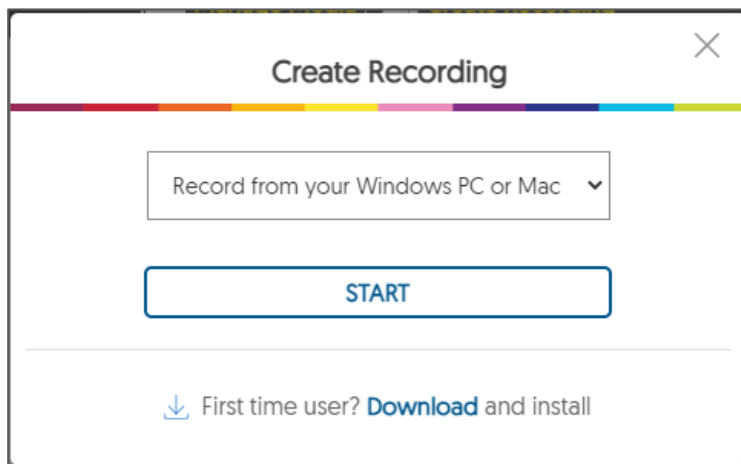 Create Recording
Record from your Windows PC or Mac
START
First time user? Download and install